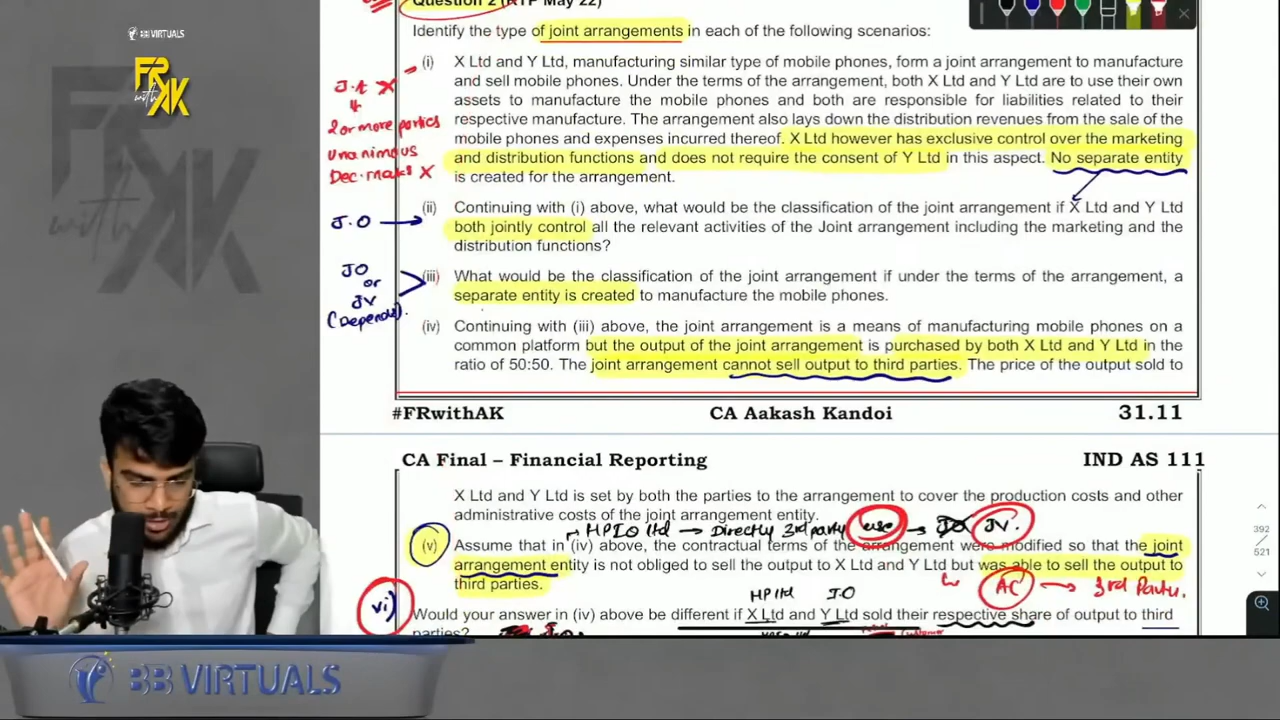 BB VIRTUALS
FR
with
AK
Question 2 (RTP May 22)
Identify the type of joint arrangements in each of the following scenarios:
(i) X Ltd and Y Ltd, manufacturing similar type of mobile phones, form a joint arrangement to manufacture
and sell mobile phones. Under the terms of the arrangement, both X Ltd and Y Ltd are to use their own
assets to manufacture the mobile phones and both are responsible for liabilities related to their
respective manufacture. The arrangement also lays down the distribution revenues from the sale of the
mobile phones and expenses incurred thereof. X Ltd however has exclusive control over the marketing
and distribution functions and does not require the consent of Y Ltd in this aspect. No separate entity
is created for the arrangement.
J.A X
2 or more parties
Unanimous
Dec. makg X
(ii) Continuing with (i) above, what would be the classification of the joint arrangement if X Ltd and Y Ltd
both jointly control all the relevant activities of the Joint arrangement including the marketing and the
distribution functions?
J.O
(iii) What would be the classification of the joint arrangement if under the terms of the arrangement, a
separate entity is created to manufacture the mobile phones.
JO
or
JV
(Depends).
(iv) Continuing with (iii) above, the joint arrangement is a means of manufacturing mobile phones on a
common platform but the output of the joint arrangement is purchased by both X Ltd and Y Ltd in the
ratio of 50:50. The joint arrangement cannot sell output to third parties. The price of the output sold to
#FRwithAK CA Aakash Kandoi 31.11
CA Final – Financial Reporting IND AS 111
X Ltd and Y Ltd is set by both the parties to the arrangement to cover the production costs and other
administrative costs of the joint arrangement entity.
Directly 3rd party use → JO JV.
(v) Assume that in (iv) above, the contractual terms of the arrangement were modified so that the joint
arrangement entity is not obliged to sell the output to X Ltd and Y Ltd but was able to sell the output to
third parties.
AC → 3rd Party.
HP ltd JO
vi)
Would your answer in (iv) above be different if X Ltd and Y Ltd sold their respective share of output to third
parties?
customer
392
521
BB VIRTUALS